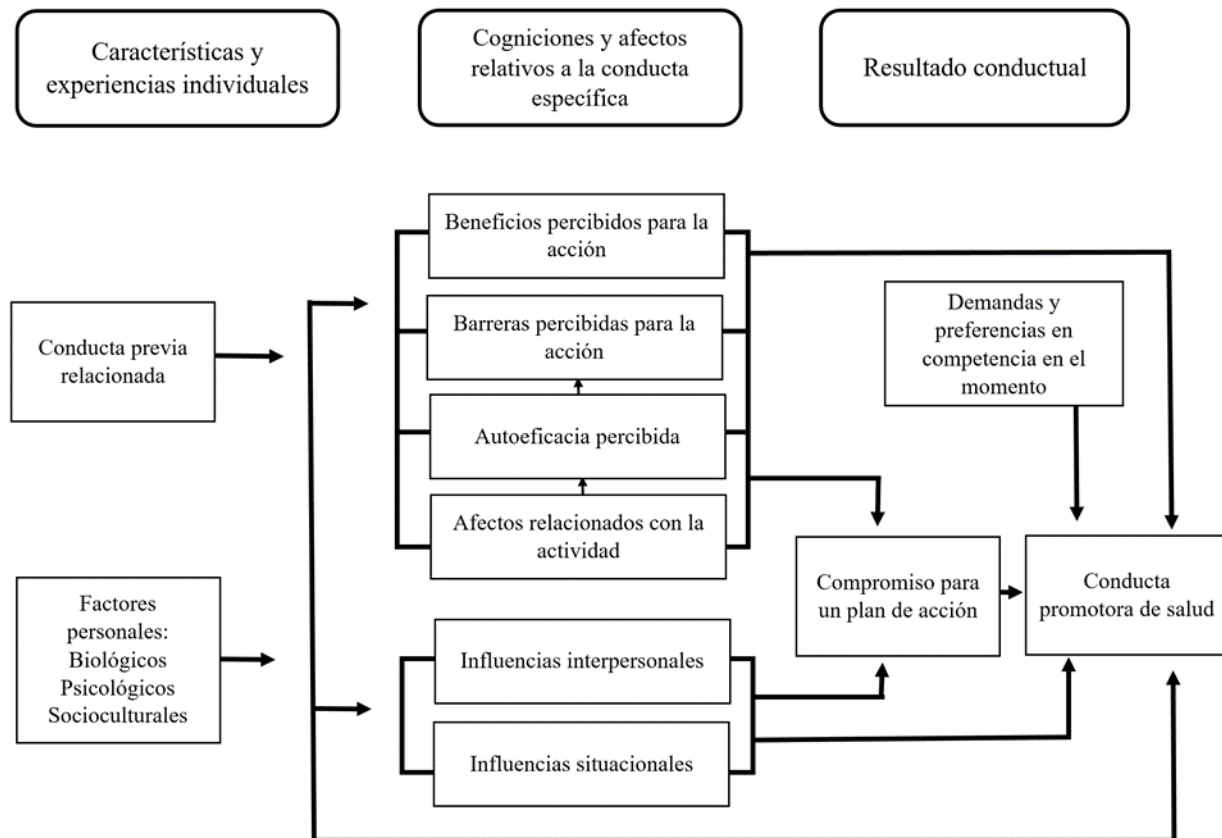 Características y
experiencias individuales
Cogniciones y afectos
relativos a la conducta
específica
Resultado conductual
Conducta previa
relacionada
Factores
personales:
Biológicos
Psicológicos
Socioculturales
Beneficios percibidos para la
acción
Barreras percibidas para la
acción
Autoeficacia percibida
Afectos relacionados con la
actividad
Influencias interpersonales
Influencias situacionales
Demandas y
preferencias en
competencia en el
momento
Compromiso para
un plan de acción
Conducta
promotora de salud